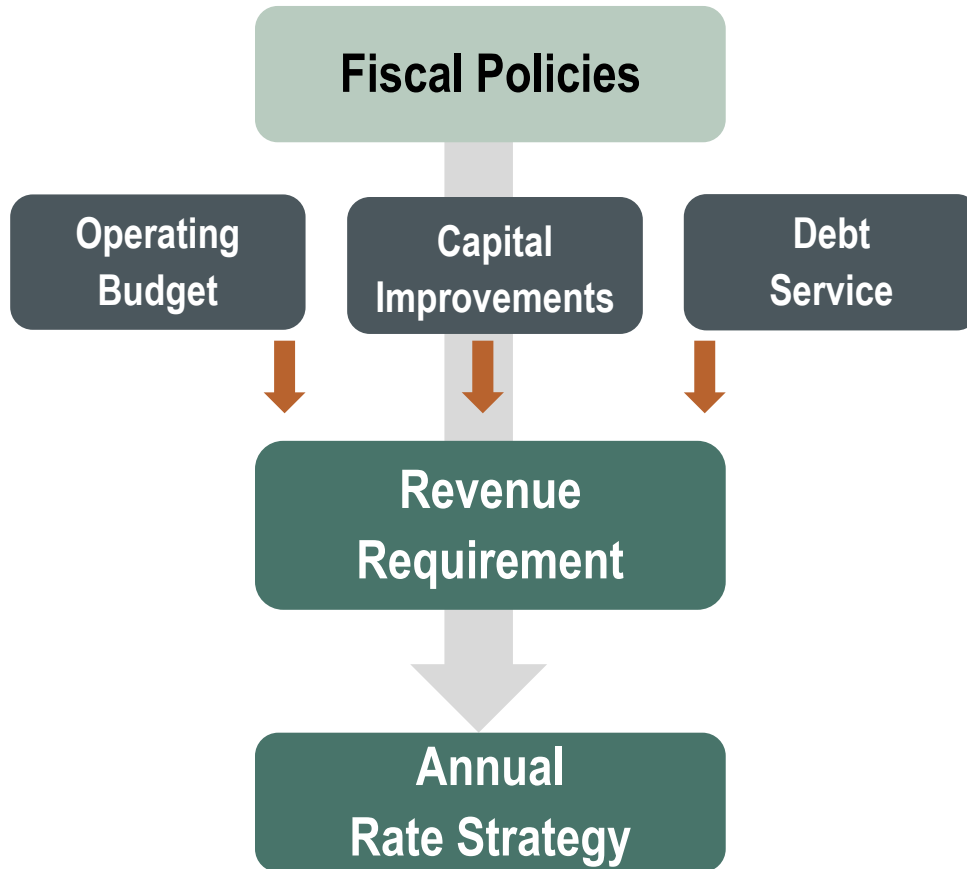 Fiscal Policies
Operating
Budget
Capital
Improvements
Debt
Service
Revenue
Requirement
Annual
Rate Strategy